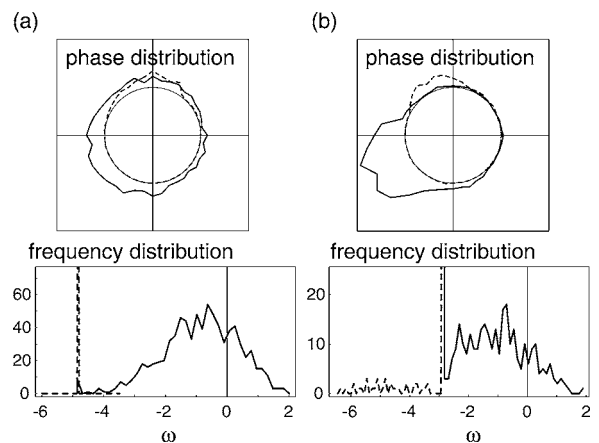 (a)
phase distribution
(b)
phase distribution
frequency distribution
60
40
20
0
-6
-4
-2
0
2
ω
frequency distribution
20
10
0
-6
-4
-2
0
2
ω